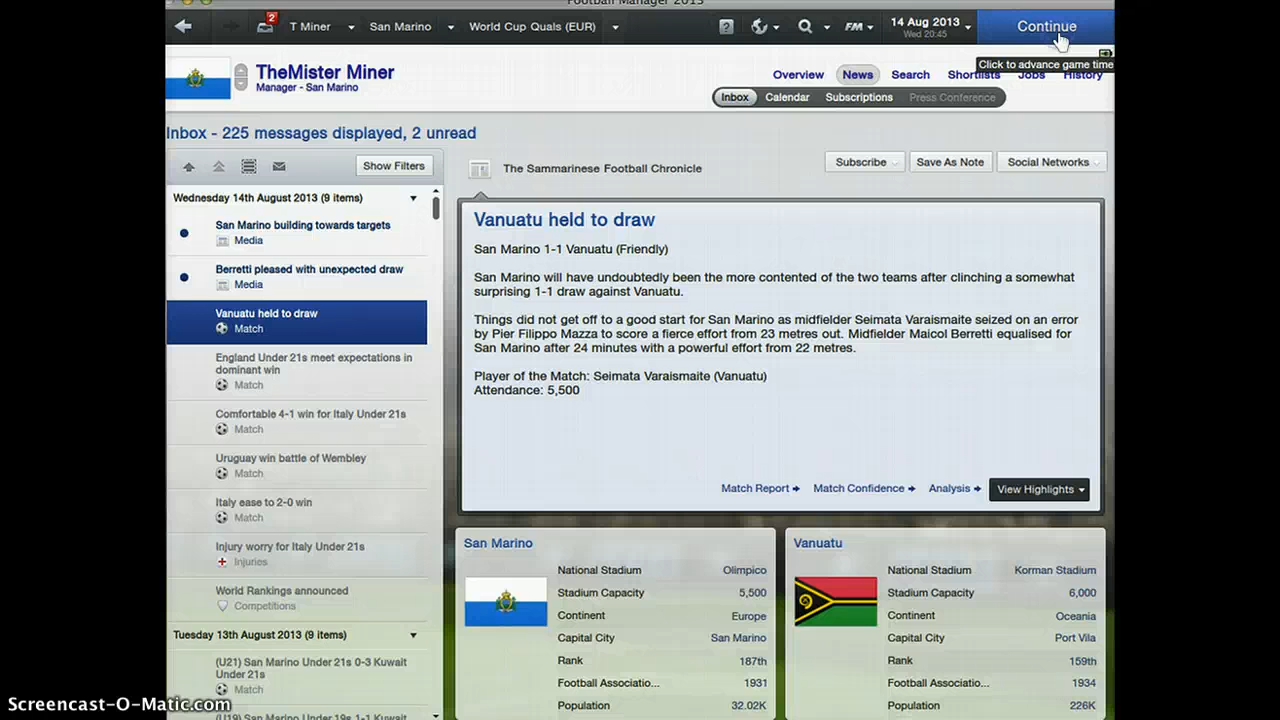 Football Manager 2013
2
T Miner
San Marino
World Cup Quals (EUR)
?
FM
14 Aug 2013
Wed 20:45
Continue
Click to advance game time
TheMister Miner
Manager - San Marino
Overview
News
Search
Shortlists
Jobs
History
Inbox
Calendar
Subscriptions
Press Conference
Inbox - 225 messages displayed, 2 unread
Show Filters
The Sammarinese Football Chronicle
Subscribe
Save As Note
Social Networks
Wednesday 14th August 2013 (9 items)
San Marino building towards targets
Media
Berretti pleased with unexpected draw
Media
Vanuatu held to draw
Match
England Under 21s meet expectations in
dominant win
Match
Comfortable 4-1 win for Italy Under 21s
Match
Uruguay win battle of Wembley
Match
Italy ease to 2-0 win
Match
Injury worry for Italy Under 21s
Injuries
World Rankings announced
Competitions
Tuesday 13th August 2013 (9 items)
(U21) San Marino Under 21s 0-3 Kuwait
Under 21s
Match
(U19) San Marino Under 19s 1-1 Kuwait
Vanuatu held to draw
San Marino 1-1 Vanuatu (Friendly)
San Marino will have undoubtedly been the more contented of the two teams after clinching a somewhat
surprising 1-1 draw against Vanuatu.
Things did not get off to a good start for San Marino as midfielder Seimata Varaismaite seized on an error
by Pier Filippo Mazza to score a fierce effort from 23 metres out. Midfielder Maicol Berretti equalised for
San Marino after 24 minutes with a powerful effort from 22 metres.
Player of the Match: Seimata Varaismaite (Vanuatu)
Attendance: 5,500
Match Report
Match Confidence
Analysis
View Highlights
San Marino
National Stadium Olimpico
Stadium Capacity 5,500
Continent Europe
Capital City San Marino
Rank 187th
Football Associatio... 1931
Population 32.02K
Vanuatu
National Stadium Korman Stadium
Stadium Capacity 6,000
Continent Oceania
Capital City Port Vila
Rank 159th
Football Associatio... 1934
Population 226K
Screencast-O-Matic.com